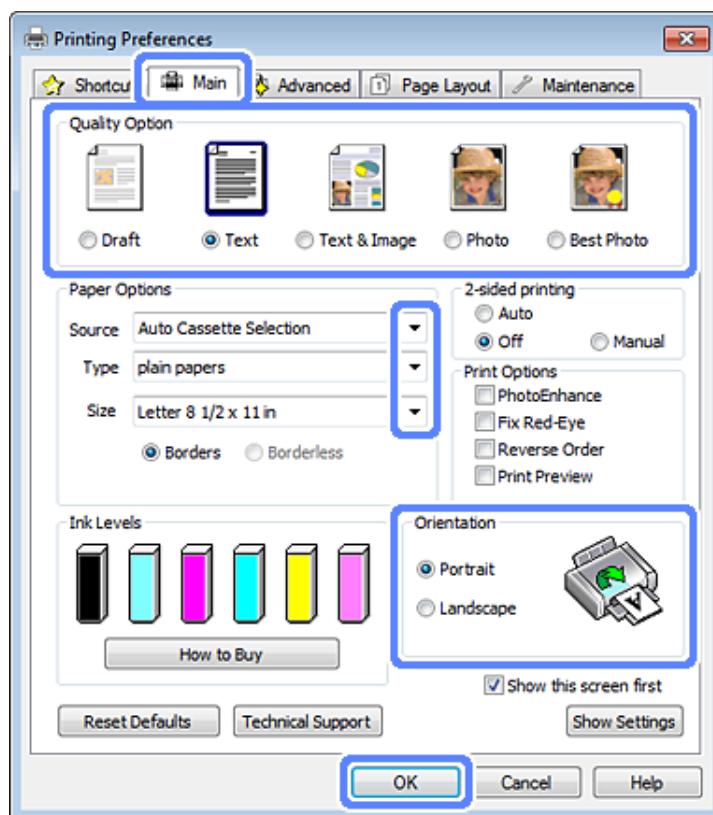 Printing Preferences
Shortcu Main Advanced 1 Page Layout Maintenance
Quality Option
Draft Text Text & Image Photo Best Photo
Paper Options
Source Auto Cassette Selection
Type plain papers
Size Letter 8 1/2 x 11 in
Borders Borderless
2-sided printing
Auto
Off Manual
Print Options
PhotoEnhance
Fix Red-Eye
Reverse Order
Print Preview
Ink Levels
How to Buy
Orientation
Portrait
Landscape
A
Show this screen first
Reset Defaults Technical Support Show Settings
OK Cancel Help